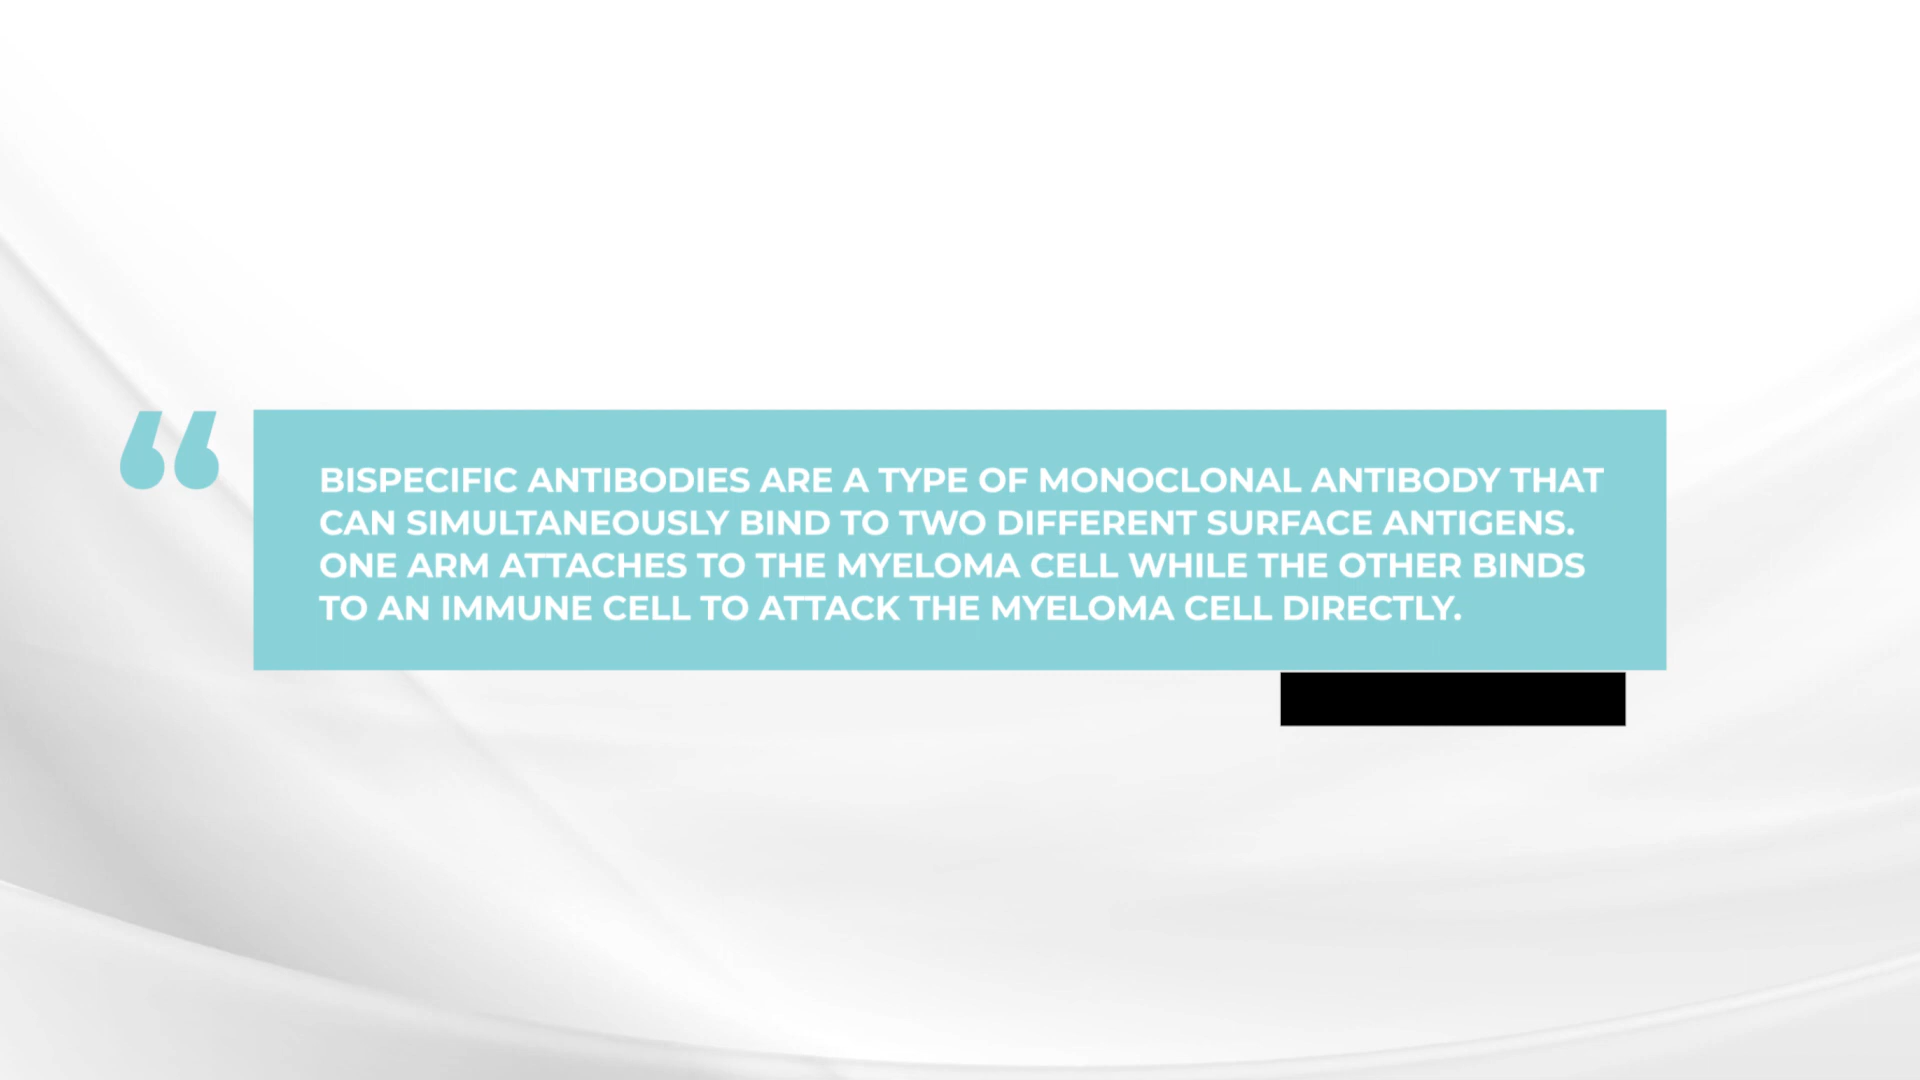 “
BISPECIFIC ANTIBODIES ARE A TYPE OF MONOCLONAL ANTIBODY THAT
CAN SIMULTANEOUSLY BIND TO TWO DIFFERENT SURFACE ANTIGENS.
ONE ARM ATTACHES TO THE MYELOMA CELL WHILE THE OTHER BINDS
TO AN IMMUNE CELL TO ATTACK THE MYELOMA CELL DIRECTLY.